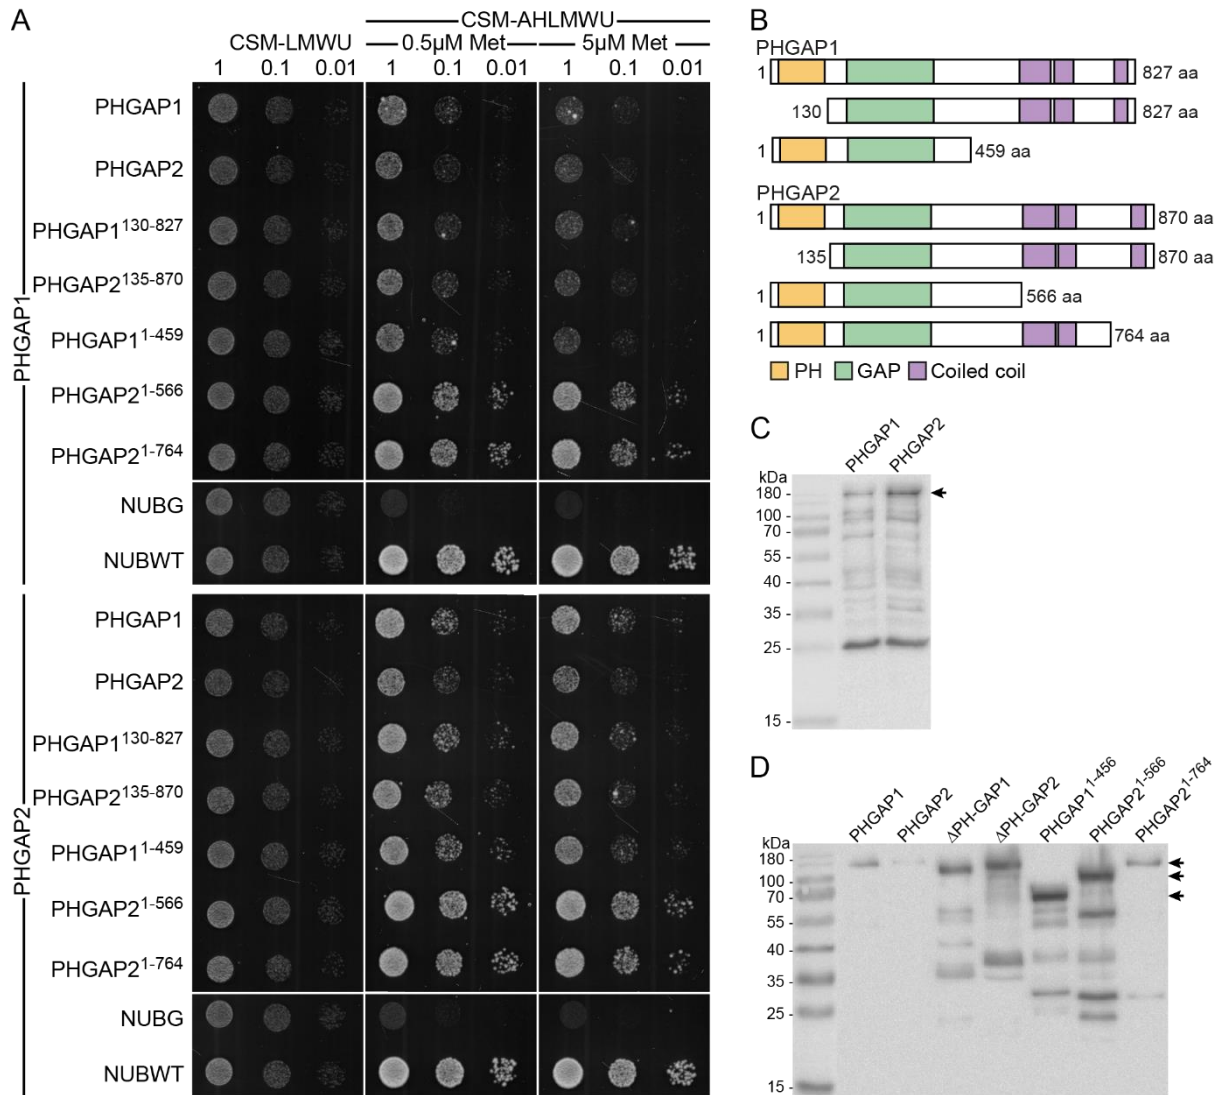 A
CSM-AHLMWU
CSM-LMWU 0.5µM Met 5µM Met
1 0.1 0.01 1 0.1 0.01 1 0.1 0.01
PHGAP1
PHGAP1
PHGAP2
PHGAP1130-827
PHGAP2135-870
PHGAP11-459
PHGAP21-566
PHGAP21-764
NUBG
NUBWT
PHGAP2
PHGAP1
PHGAP2
PHGAP1130-827
PHGAP2135-870
PHGAP11-459
PHGAP21-566
PHGAP21-764
NUBG
NUBWT
B
PHGAP1
1 827 aa
130 827 aa
1 459 aa
PHGAP2
1 870 aa
135 870 aa
1 566 aa
1 764 aa
PH GAP Coiled coil
C
PHGAP1 PHGAP2
kDa
180 -
100 -
70 -
55 -
40 -
35 -
25 -
15 -
D
PHGAP1 PHGAP2 ΔPH-GAP1 ΔPH-GAP2 PHGAP11-456 PHGAP21-566 PHGAP21-764
kDa
180 -
100 -
70 -
55 -
40 -
35 -
25 -
15 -